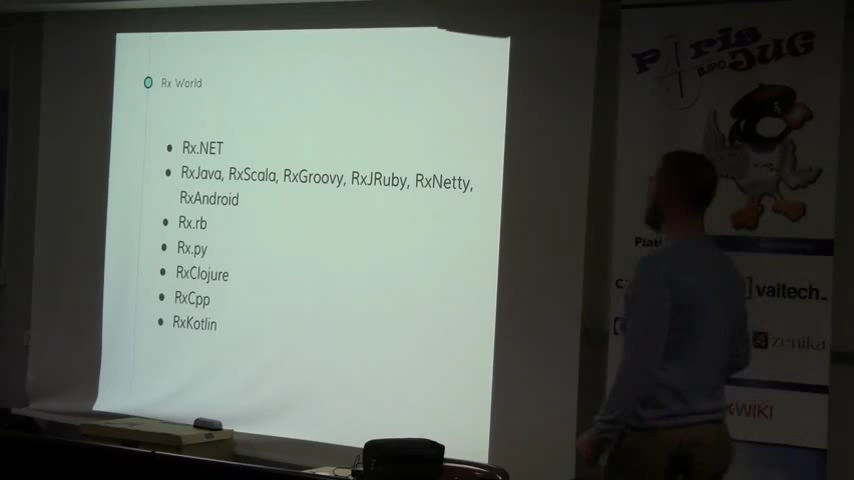 Rx World
Rx.NET
RxJava, RxScala, RxGroovy, RxJRuby, RxNetty,
RxAndroid
Rx.rb
Rx.py
RxClojure
RxCpp
RxKotlin
Paris
JUG
Plat
valtech_
zenika
XWIKI